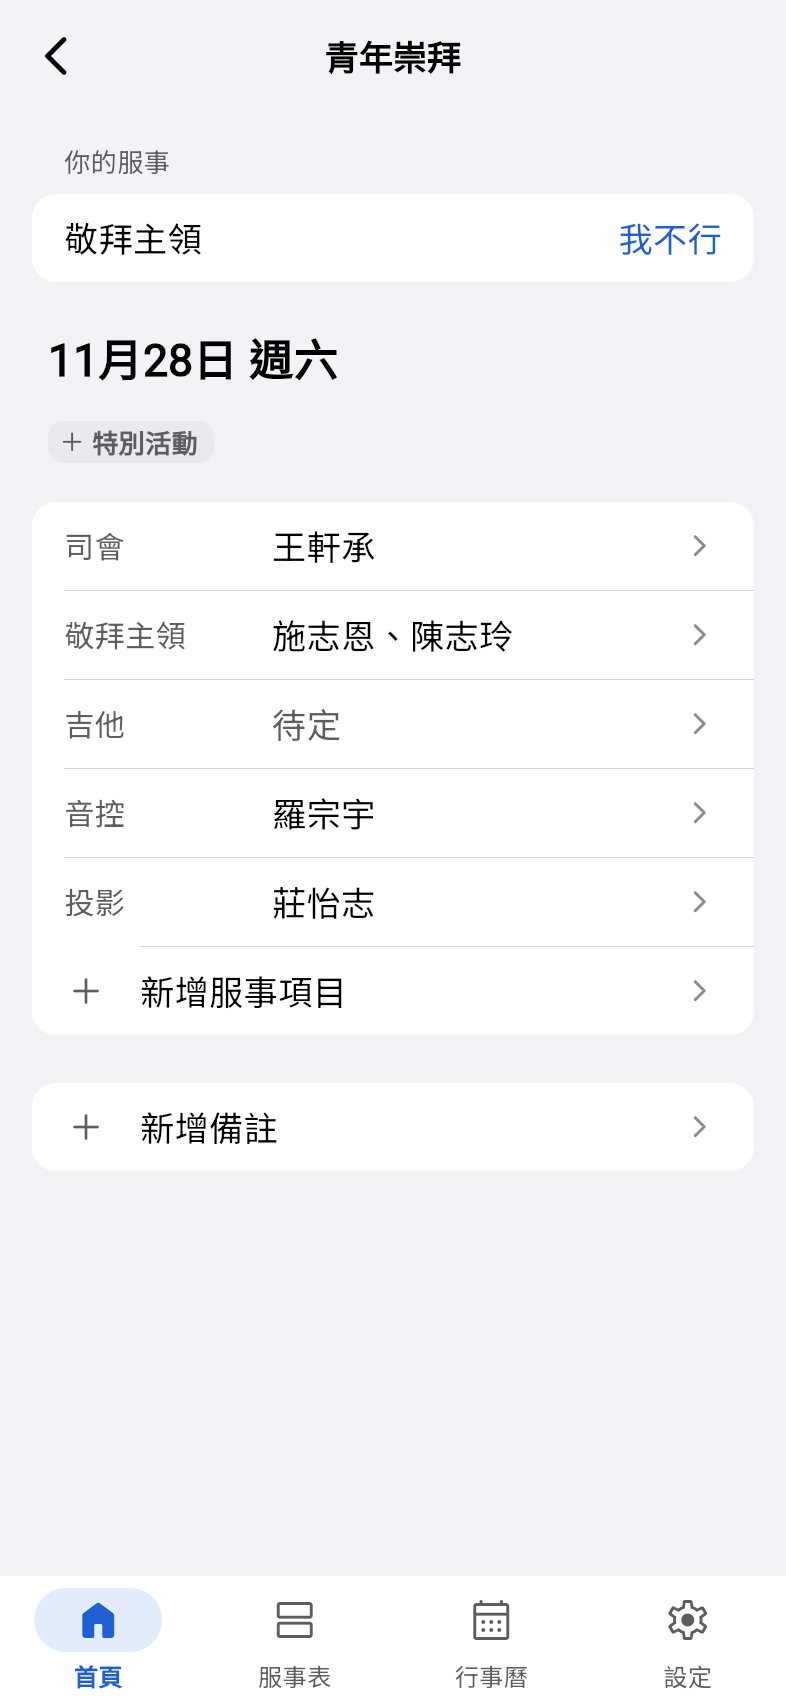 青年崇拜
你的服事
敬拜主領 我不行
11月28日 週六
+ 特別活動
司會 王軒承
敬拜主領 施志恩、陳志玲
吉他 待定
音控 羅宗宇
投影 莊怡志
+ 新增服事項目
+ 新增備註
首頁 服事表 行事曆 設定